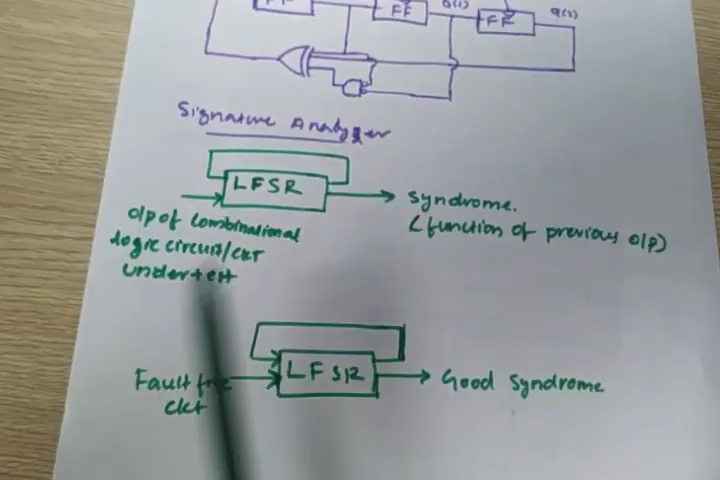 FF
Q(1)
FF
Q(2)
Signature Analyzer
LFSR
Syndrome.
(function of previous o/p)
o/p of combinational
logic circuit/ckt
under test
LFSR
Good Syndrome
Fault free
ckt